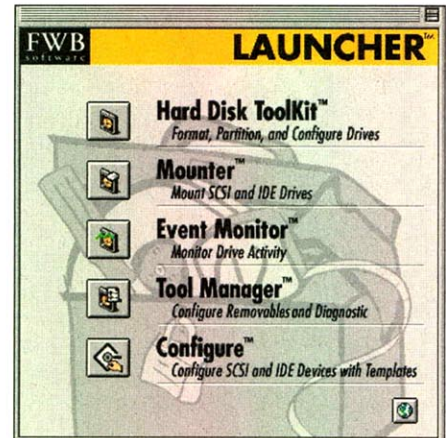 FWB
software
LAUNCHER™
Hard Disk ToolKit™
Format, Partition, and Configure Drives
Mounter™
Mount SCSI and IDE Drives
Event Monitor™
Monitor Drive Activity
Tool Manager™
Configure Removables and Diagnostic
Configure™
Configure SCSI and IDE Devices with Templates